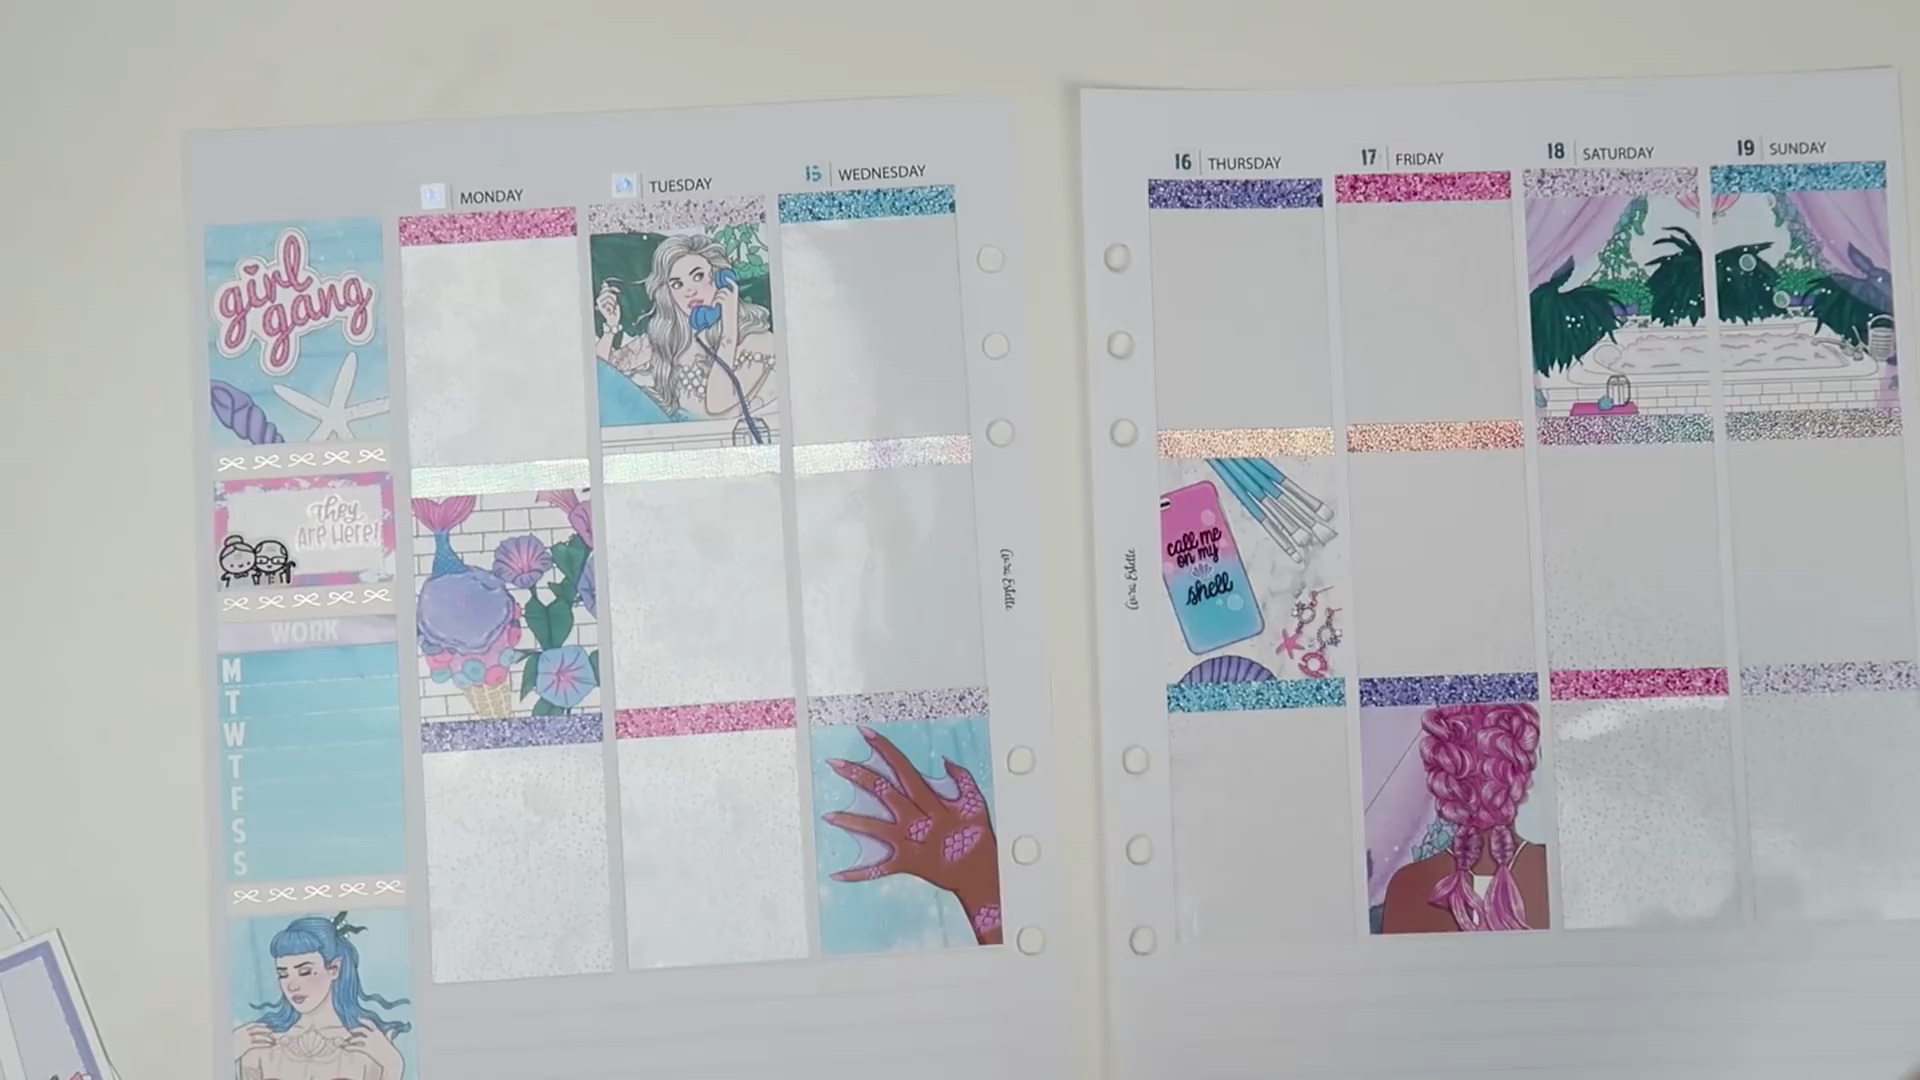 MONDAY
TUESDAY
15 WEDNESDAY
16 THURSDAY
17 FRIDAY
18 SATURDAY
19 SUNDAY
girl
gang
They
ARE HERE!
WORK
M
T
W
T
F
S
S
call me
on my
shell